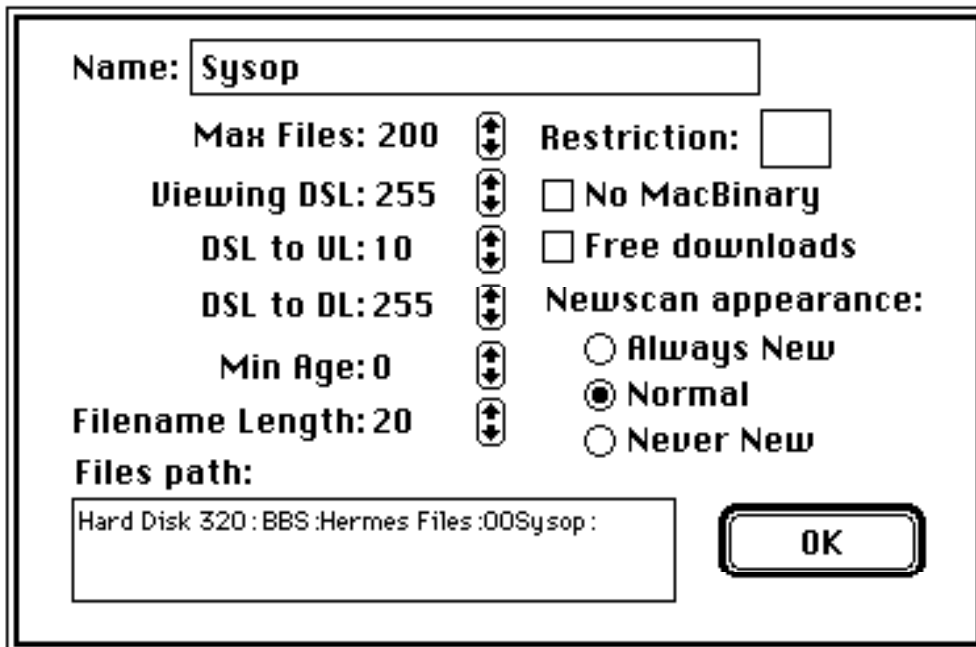 Name: Sysop
Max Files: 200
Restriction:
Viewing DSL: 255
No MacBinary
DSL to UL: 10
Free downloads
DSL to DL: 255
Newscan appearance:
Always New
Min Age: 0
Normal
Filename Length: 20
Never New
Files path:
Hard Disk 320:BBS:Hermes Files:00Sysop:
OK